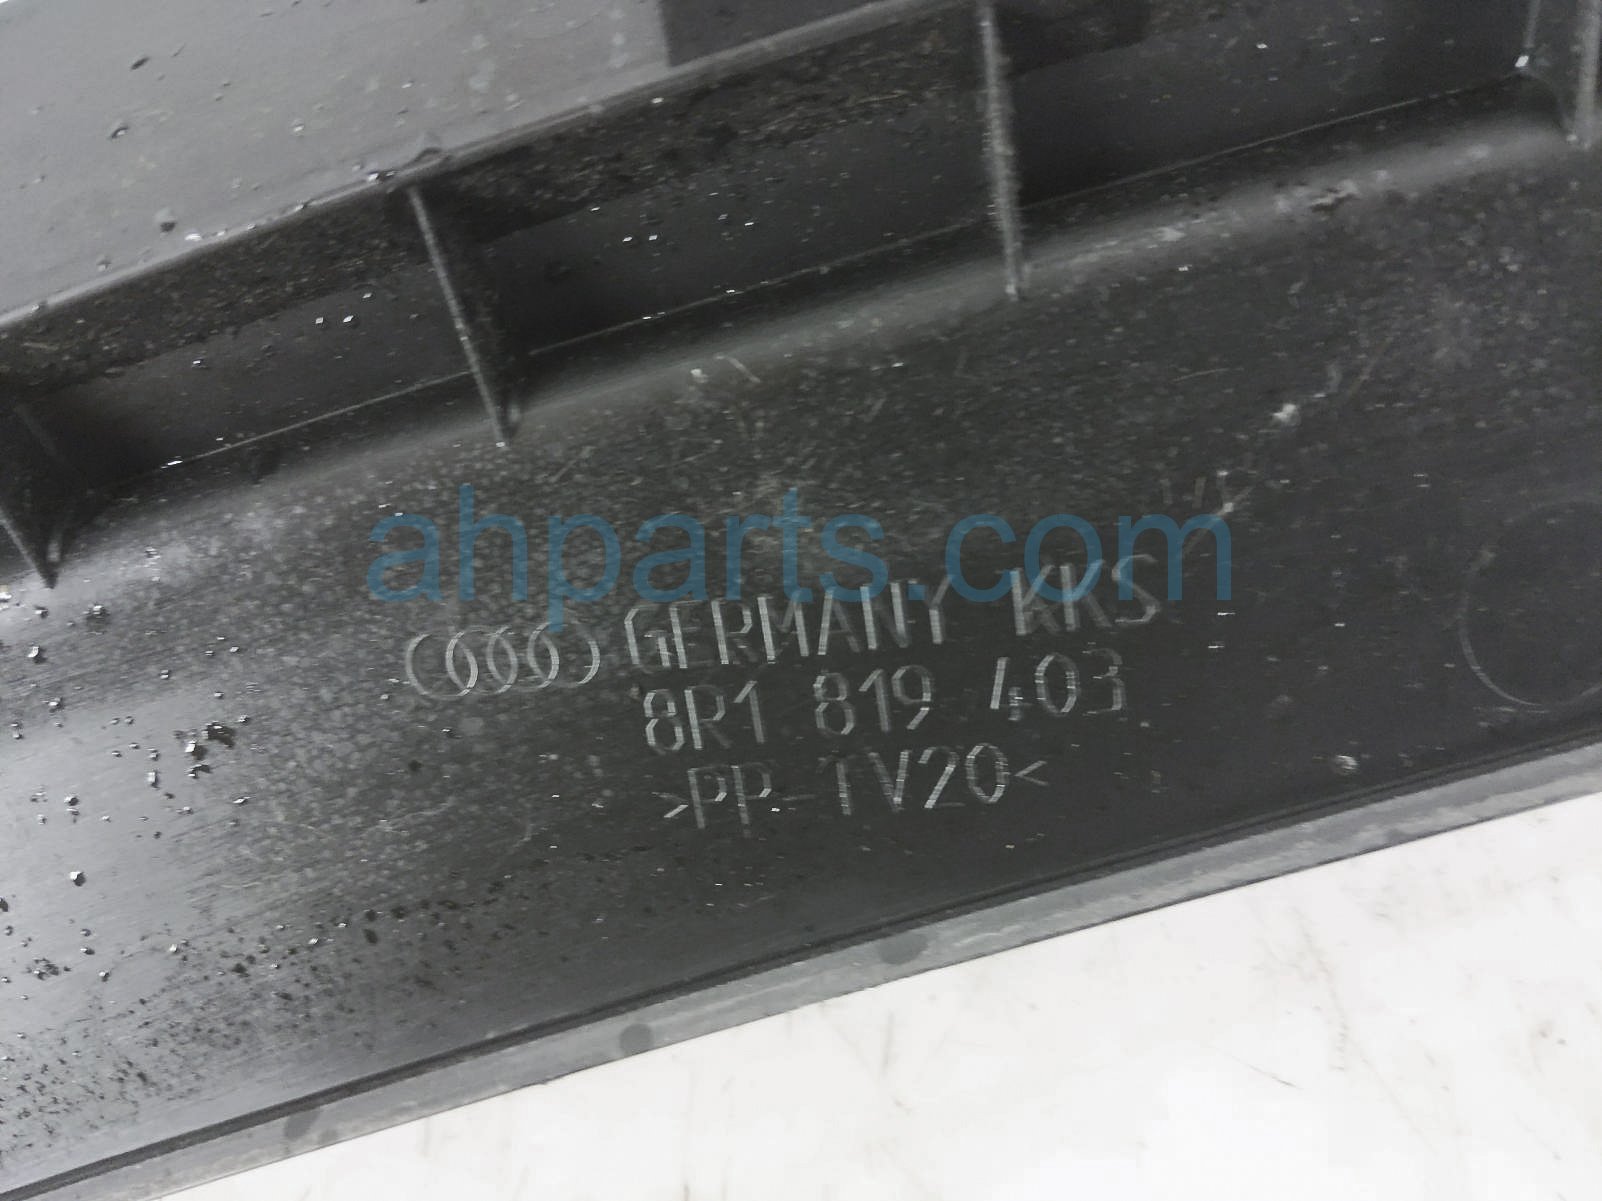 ahparts.com
GERMANY KKS
8R1 819 403
>PP-TV20<